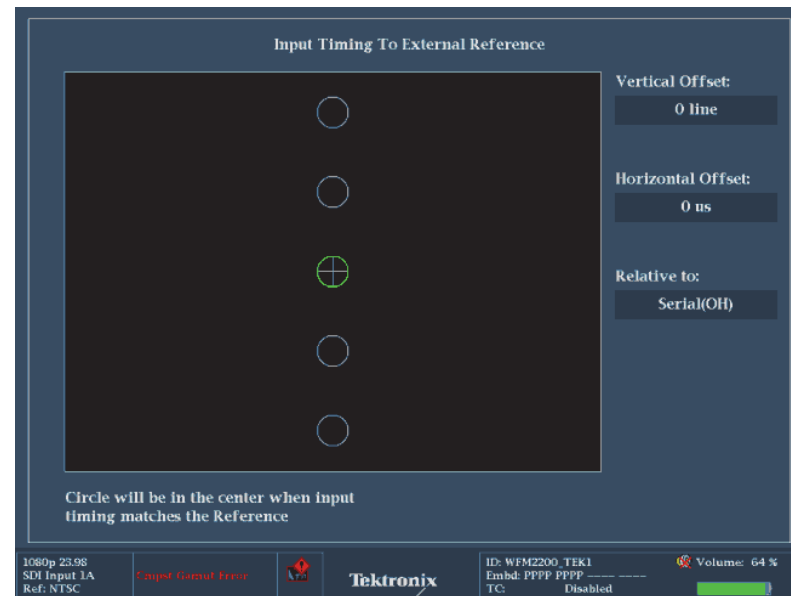 Input Timing To External Reference
Vertical Offset:
0 line
Horizontal Offset:
0 us
Relative to:
Serial(OH)
Circle will be in the center when input
timing matches the Reference
1080p 23.98
SDI Input 1A
Ref: NTSC
Gamut Error
Tektronix
ID: WFM2200_TEK1
Embd: PPPP PPPP ---- ----
TC: Disabled
Volume: 64 %